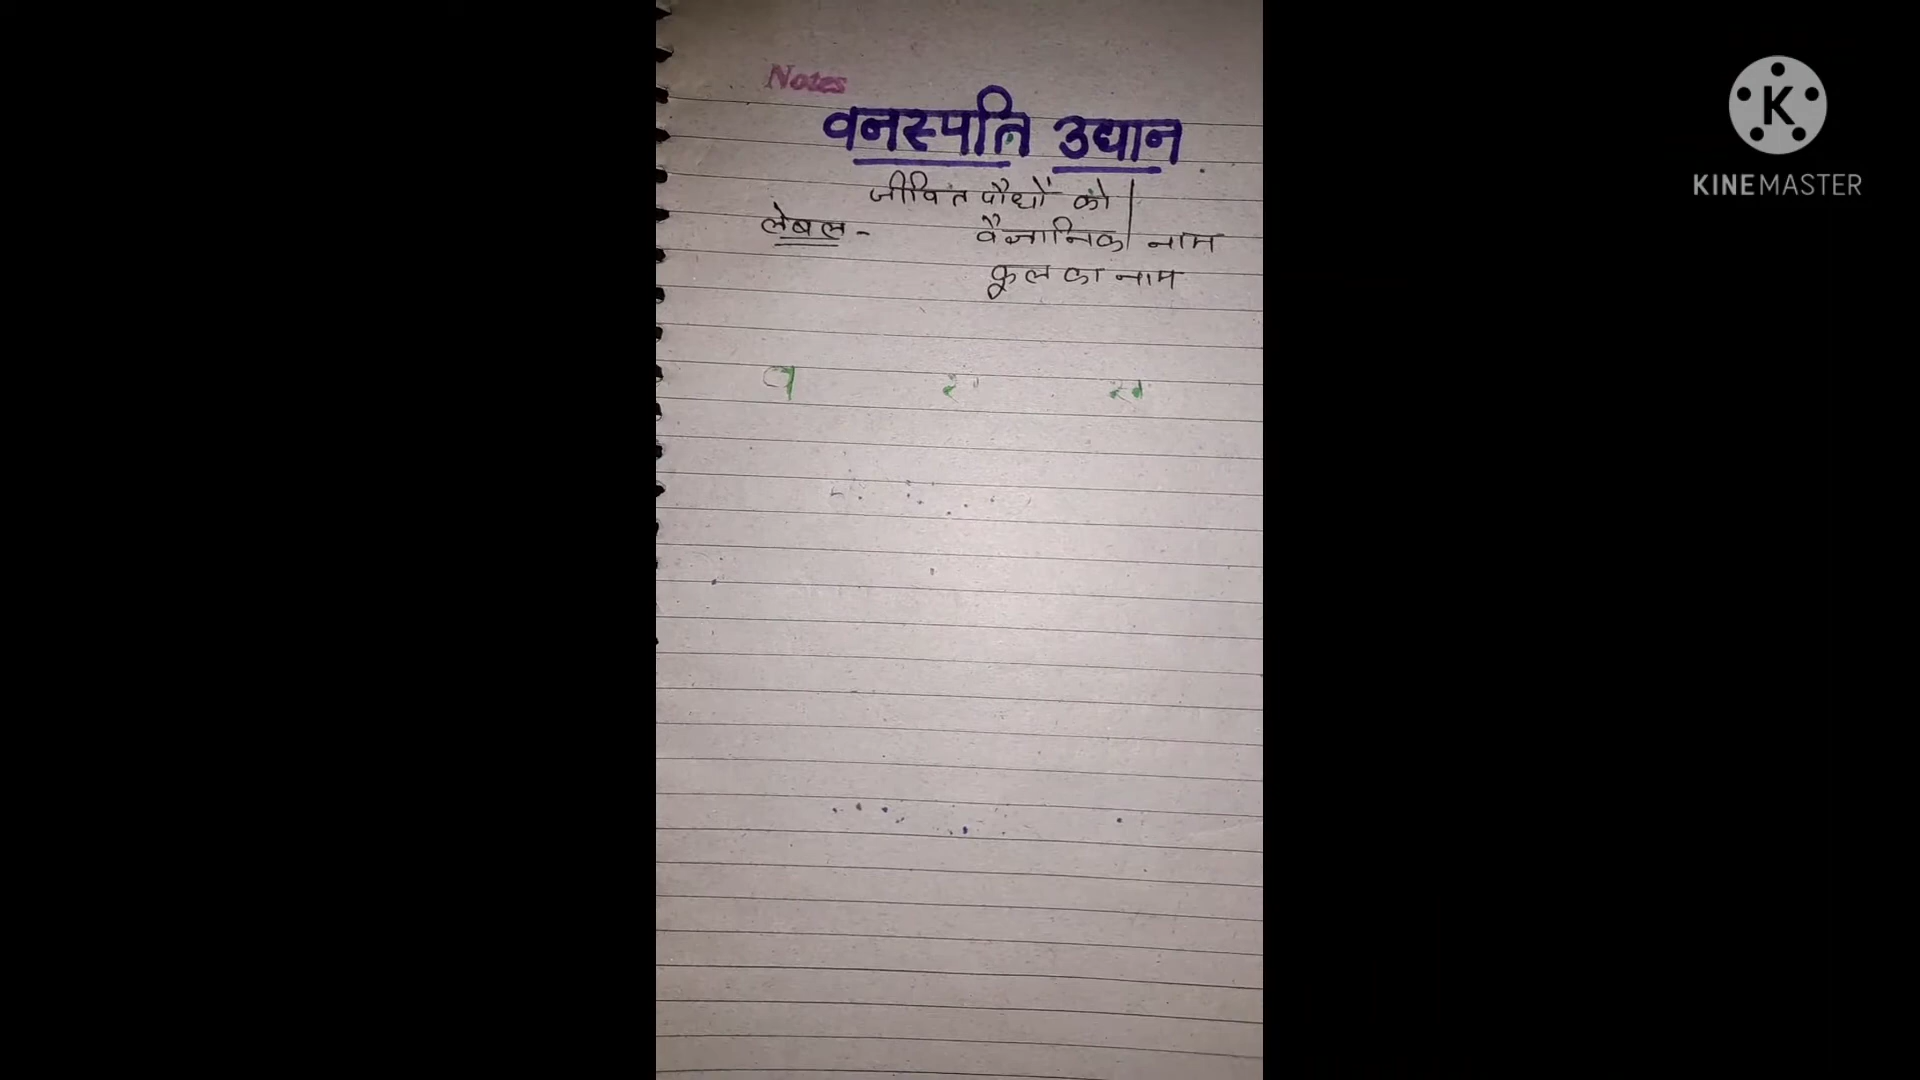 Notes
वनस्पति उद्यान
जीवित पौधों को |
लेबल - वैज्ञानिक नाम
कूल का नाम
KINEMASTER